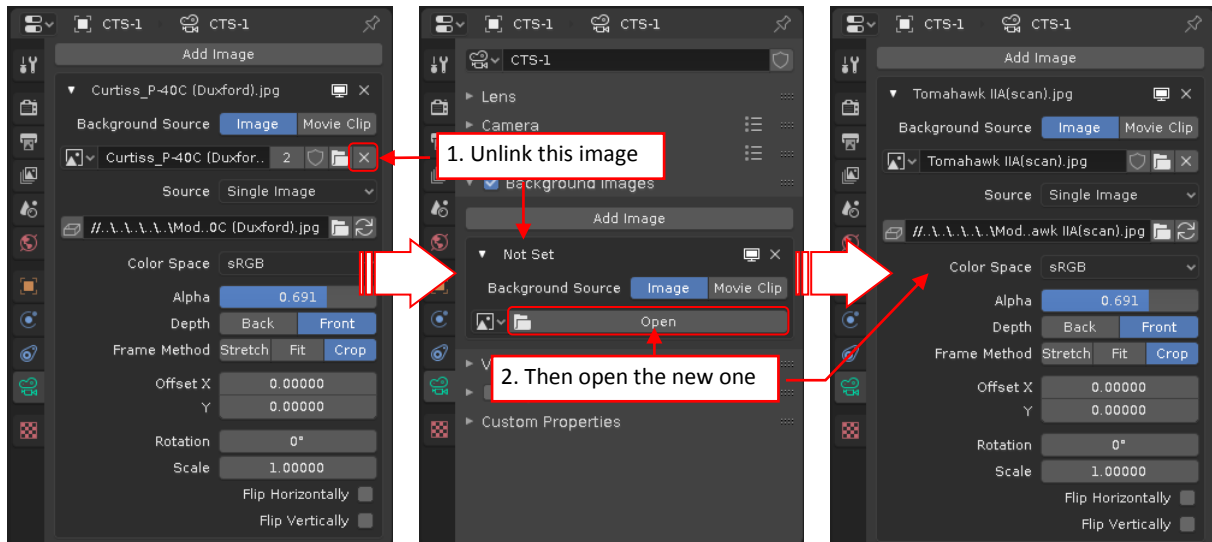 CTS-1 CTS-1
Add Image
Curtiss_P-40C (Duxford).jpg
Background Source Image Movie Clip
Curtiss_P-40C (Duxfor.. 2
Source Single Image
//..\..\..\..\..\Mod..0C (Duxford).jpg
Color Space sRGB
Alpha 0.691
Depth Back Front
Frame Method Stretch Fit Crop
Offset X 0.00000
Y 0.00000
Rotation 0°
Scale 1.00000
Flip Horizontally
Flip Vertically
CTS-1 CTS-1
CTS-1
Lens
Camera
1. Unlink this image
Background Images
Add Image
Not Set
Background Source Image Movie Clip
Open
V
2. Then open the new one
Custom Properties
CTS-1 CTS-1
Add Image
Tomahawk IIA(scan).jpg
Background Source Image Movie Clip
Tomahawk IIA(scan).jpg
Source Single Image
//..\..\..\..\..\Mod..awk IIA(scan).jpg
Color Space sRGB
Alpha 0.691
Depth Back Front
Frame Method Stretch Fit Crop
Offset X 0.00000
Y 0.00000
Rotation 0°
Scale 1.00000
Flip Horizontally
Flip Vertically